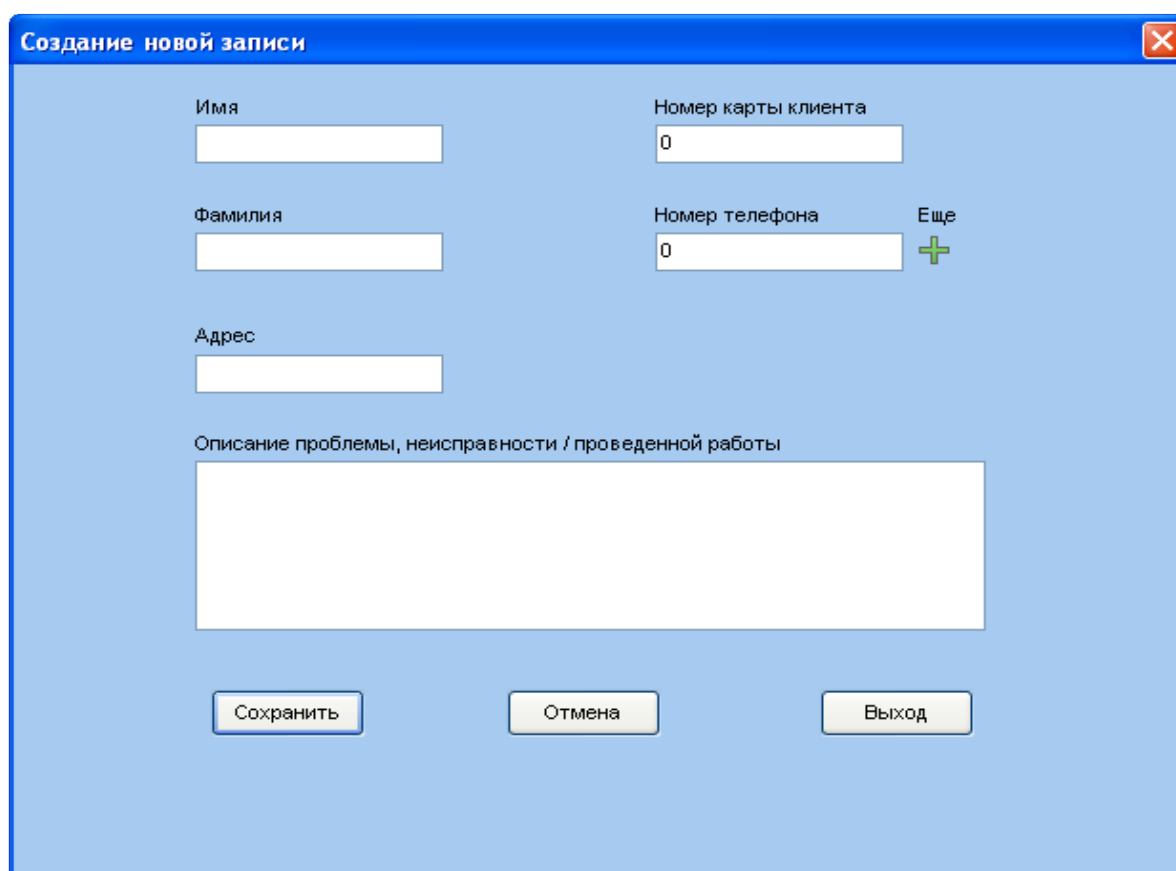 Создание новой записи
Имя
Номер карты клиента
0
Фамилия
Номер телефона
Еще
0
Адрес
Описание проблемы, неисправности / проведенной работы
Сохранить
Отмена
Выход